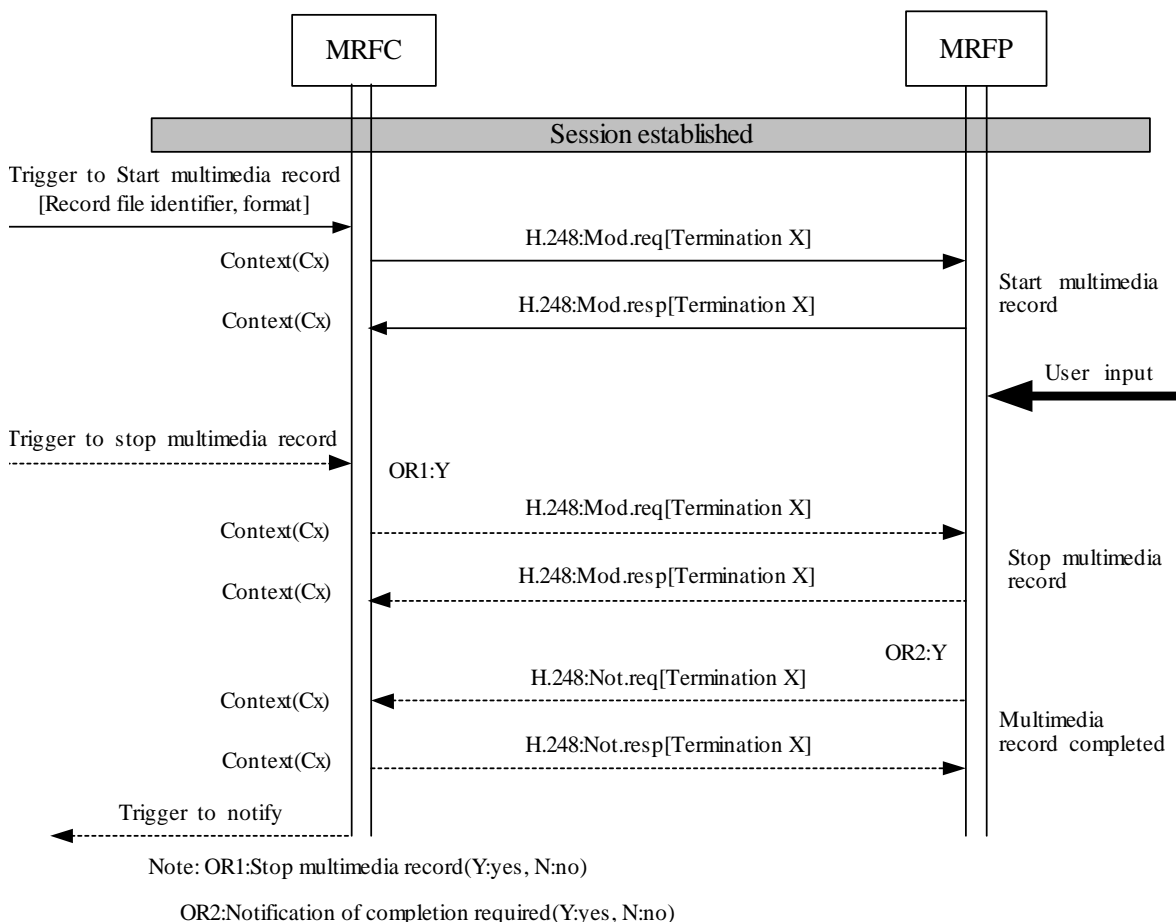 MRFC
MRFP
Session established
Trigger to Start multimedia record
[Record file identifier, format]
H.248:Mod.req[Termination X]
Context(Cx)
Start multimedia
record
H.248:Mod.resp[Termination X]
Context(Cx)
User input
Trigger to stop multimedia record
OR1:Y
H.248:Mod.req[Termination X]
Context(Cx)
Stop multimedia
record
H.248:Mod.resp[Termination X]
Context(Cx)
OR2:Y
H.248:Not.req[Termination X]
Context(Cx)
Multimedia
record completed
H.248:Not.resp[Termination X]
Context(Cx)
Trigger to notify
Note: OR1:Stop multimedia record(Y:yes, N:no)
OR2:Notification of completion required(Y:yes, N:no)